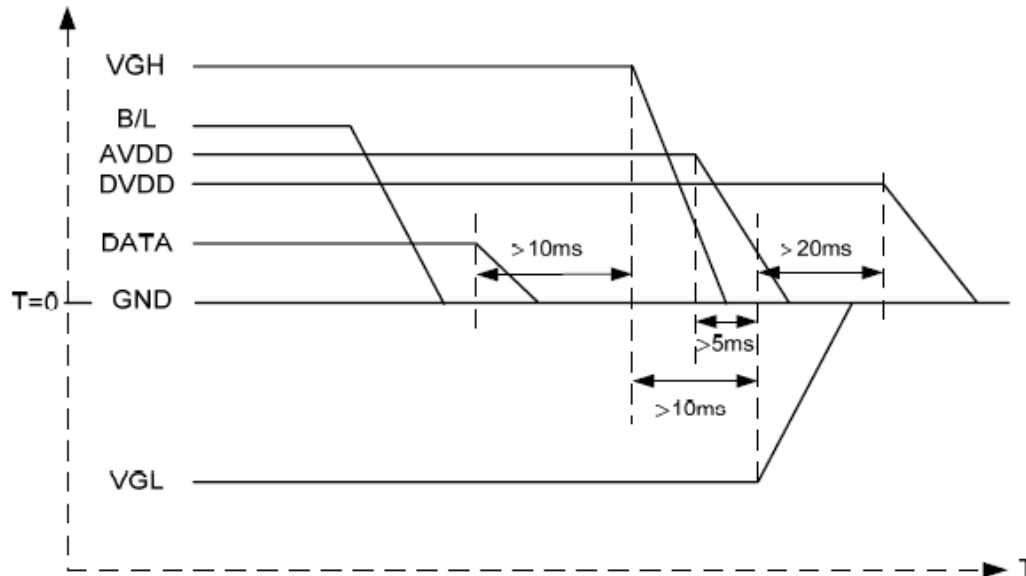 VGH
B/L
AVDD
DVDD
DATA
>10ms
>20ms
T=0
GND
>5ms
>10ms
VGL
T